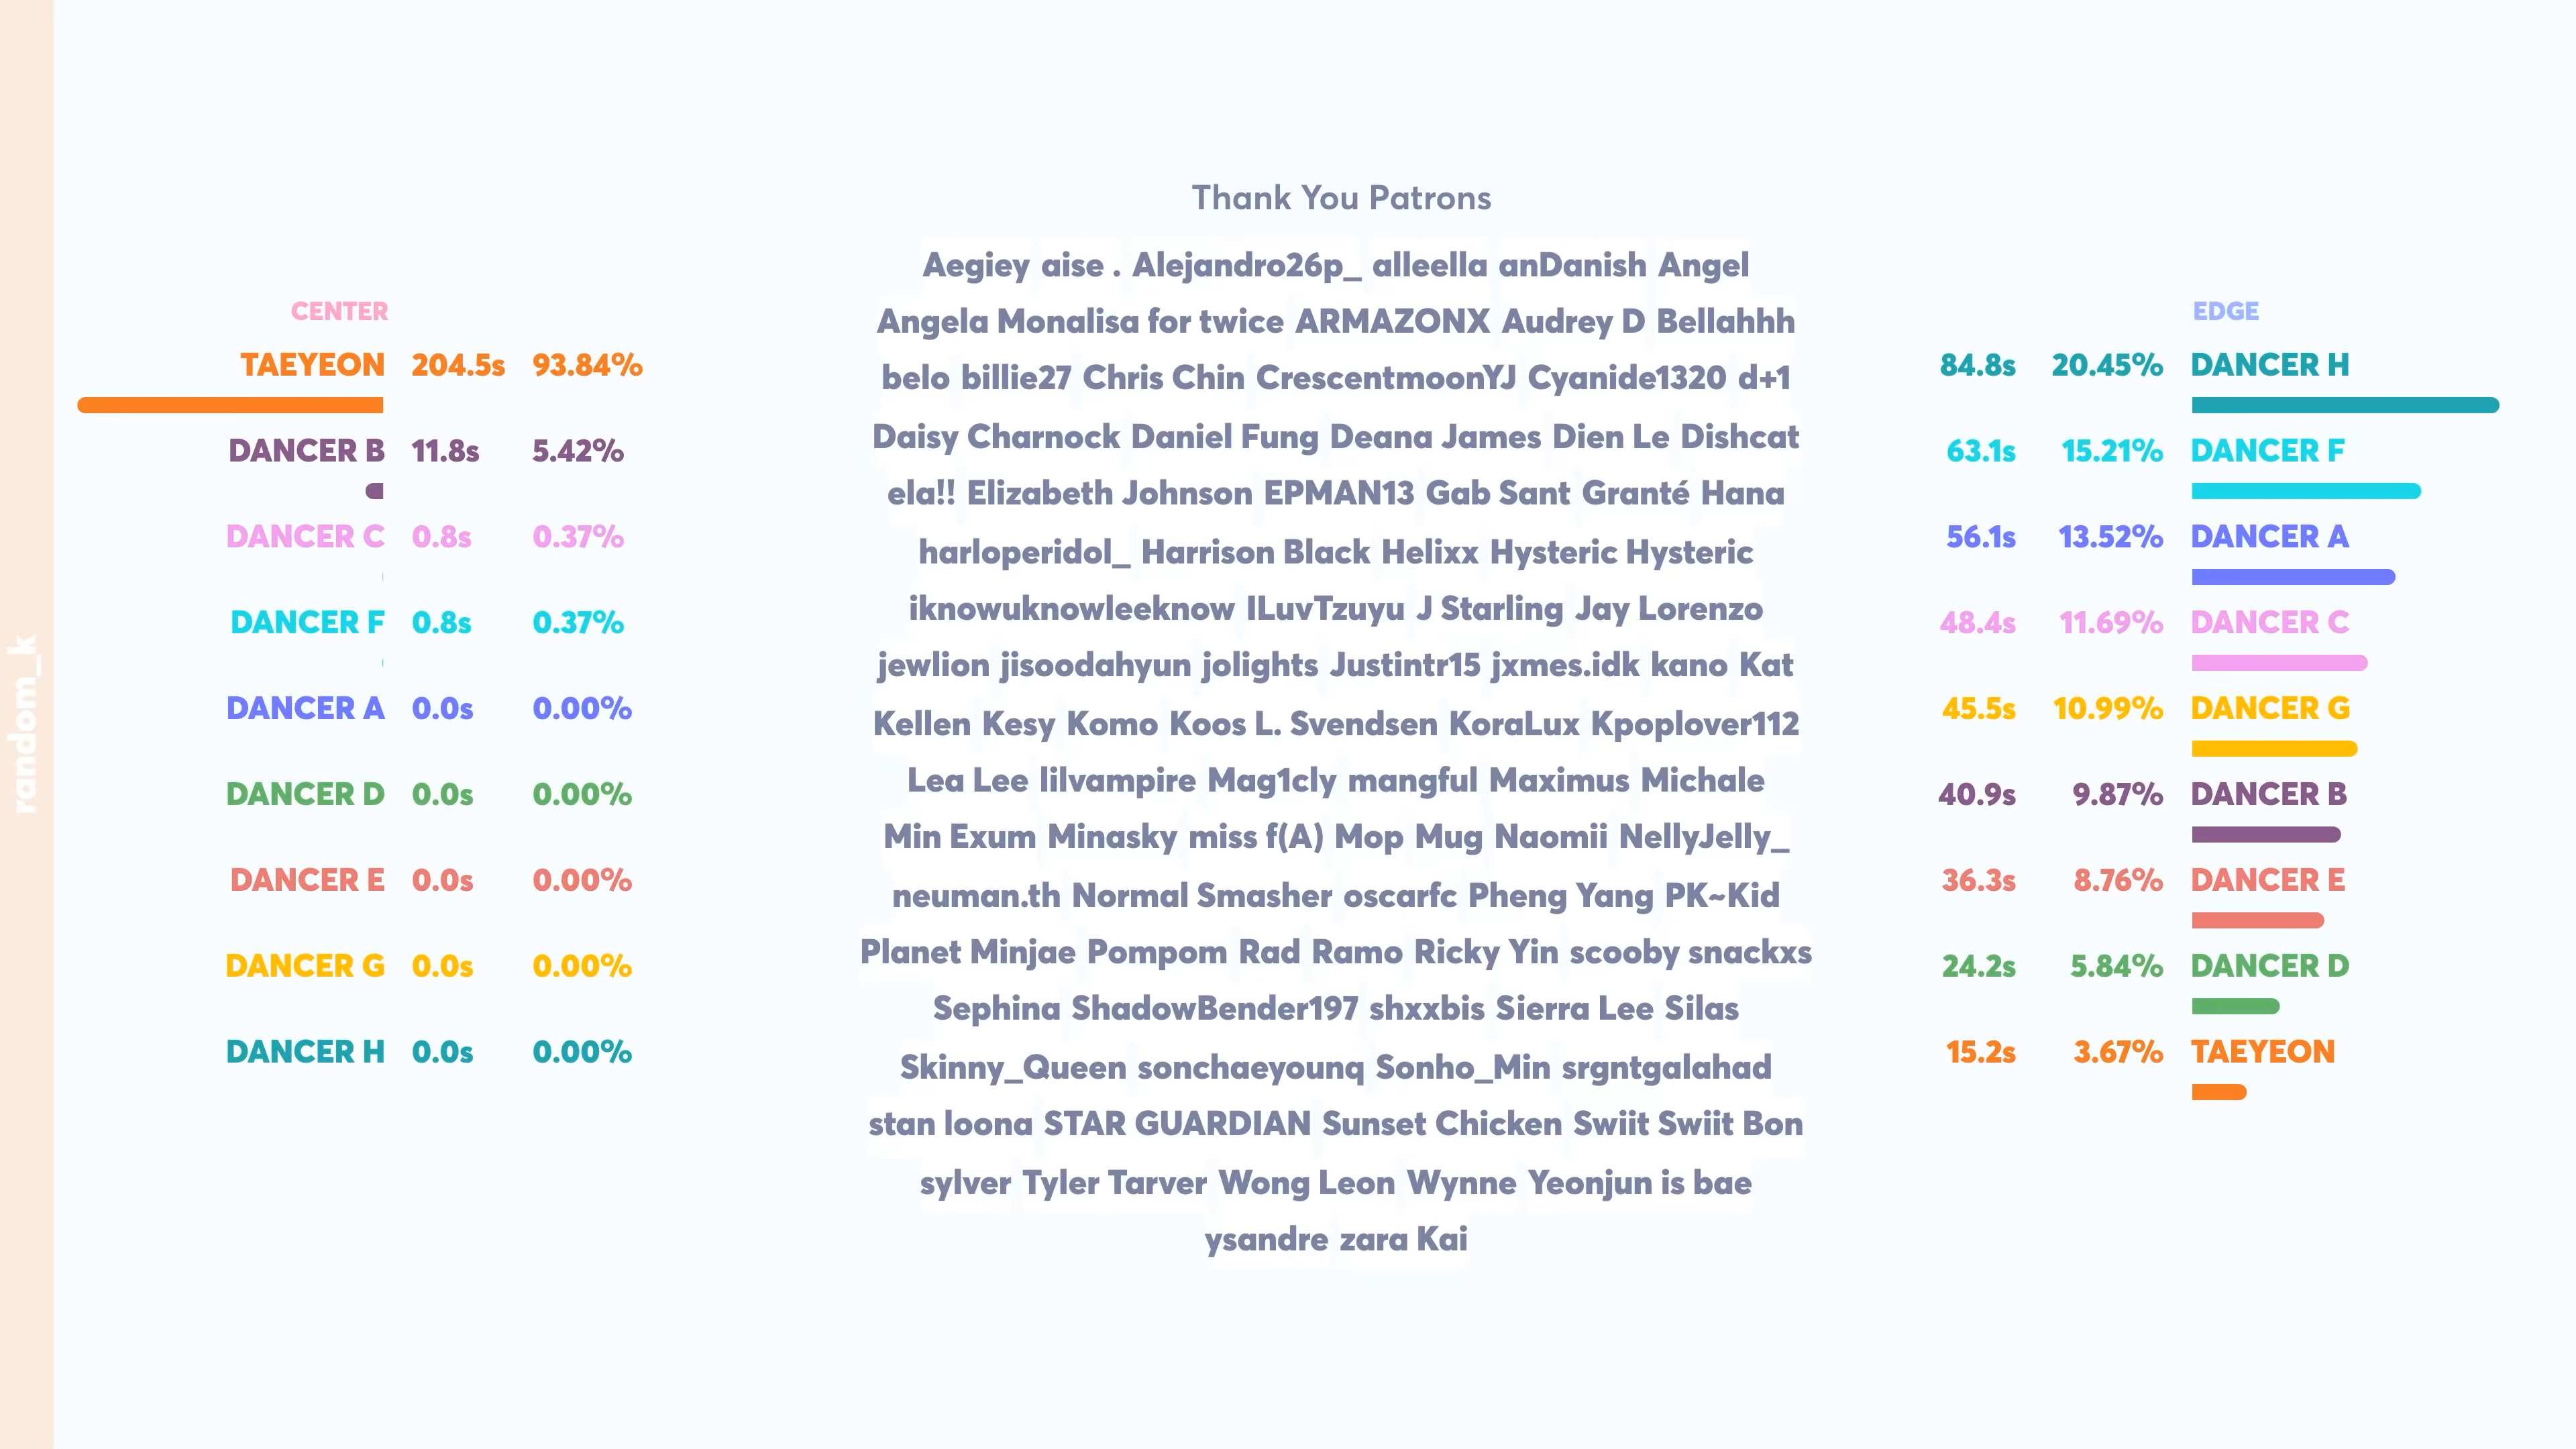 random_k
CENTER
TAEYEON 204.5s 93.84%
DANCER B 11.8s 5.42%
DANCER C 0.8s 0.37%
DANCER F 0.8s 0.37%
DANCER A 0.0s 0.00%
DANCER D 0.0s 0.00%
DANCER E 0.0s 0.00%
DANCER G 0.0s 0.00%
DANCER H 0.0s 0.00%
Thank You Patrons
Aegiey aise . Alejandro26p_ alleella anDanish Angel
Angela Monalisa for twice ARMAZONX Audrey D Bellahhh
belo billie27 Chris Chin CrescentmoonYJ Cyanide1320 d+1
Daisy Charnock Daniel Fung Deana James Dien Le Dishcat
ela!! Elizabeth Johnson EPMAN13 Gab Sant Granté Hana
harloperidol_ Harrison Black Helixx Hysteric Hysteric
iknowuknowleeknow ILuvTzuyu J Starling Jay Lorenzo
jewlion jisoodahyun jolights Justintr15 jxmes.idk kano Kat
Kellen Kesy Komo Koos L. Svendsen KoraLux Kpoplover112
Lea Lee lilvampire Mag1cly mangful Maximus Michale
Min Exum Minasky miss f(A) Mop Mug Naomii NellyJelly_
neuman.th Normal Smasher oscarfc Pheng Yang PK~Kid
Planet Minjae Pompom Rad Ramo Ricky Yin scooby snackxs
Sephina ShadowBender197 shxxbis Sierra Lee Silas
Skinny_Queen sonchaeyounq Sonho_Min srgntgalahad
stan loona STAR GUARDIAN Sunset Chicken Swiit Swiit Bon
sylver Tyler Tarver Wong Leon Wynne Yeonjun is bae
ysandre zara Kai
EDGE
84.8s 20.45% DANCER H
63.1s 15.21% DANCER F
56.1s 13.52% DANCER A
48.4s 11.69% DANCER C
45.5s 10.99% DANCER G
40.9s 9.87% DANCER B
36.3s 8.76% DANCER E
24.2s 5.84% DANCER D
15.2s 3.67% TAEYEON